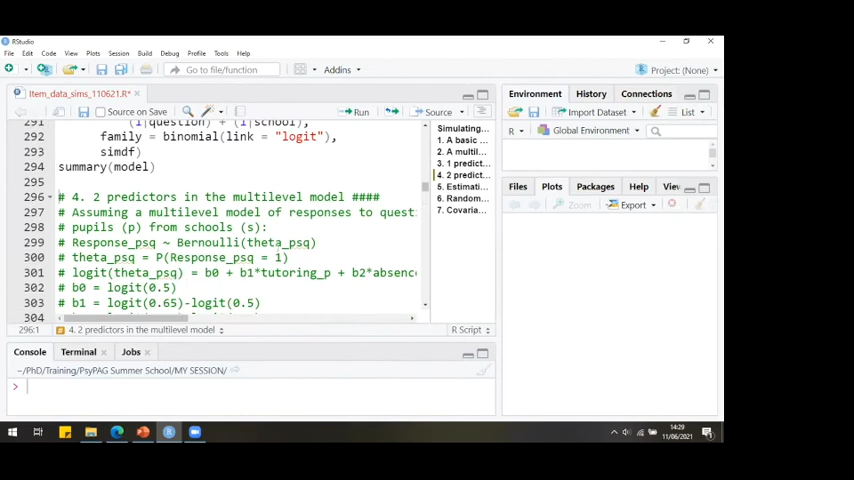 RStudio
File Edit Code View Plots Session Build Debug Profile Tools Help
Go to file/function
Addins
Project: (None)
Item_data_sims_110621.R*
Source on Save
Run
Source
291 (1|question) + (1|school),
292 family = binomial(link = "logit"),
293 simdf)
294 summary(model)
295
296 # 4. 2 predictors in the multilevel model ####
297 # Assuming a multilevel model of responses to questi
298 # pupils (p) from schools (s):
299 # Response_psq ~ Bernoulli(theta_psq)
300 # theta_psq = P(Response_psq = 1)
301 # logit(theta_psq) = b0 + b1*tutoring_p + b2*absence
302 # b0 = logit(0.5)
303 # b1 = logit(0.65)-logit(0.5)
304
Simulating...
1. A basic ...
2. A multil...
3. 1 predict...
4. 2 predict...
5. Estimati...
6. Random...
7. Covaria...
296:1 # 4. 2 predictors in the multilevel model
R Script
Console Terminal Jobs
~/PhD/Training/PsyPAG Summer School/MY SESSION/
>
Environment History Connections
Import Dataset
List
R
Global Environment
Files Plots Packages Help View
Zoom Export
14:29
11/06/2021